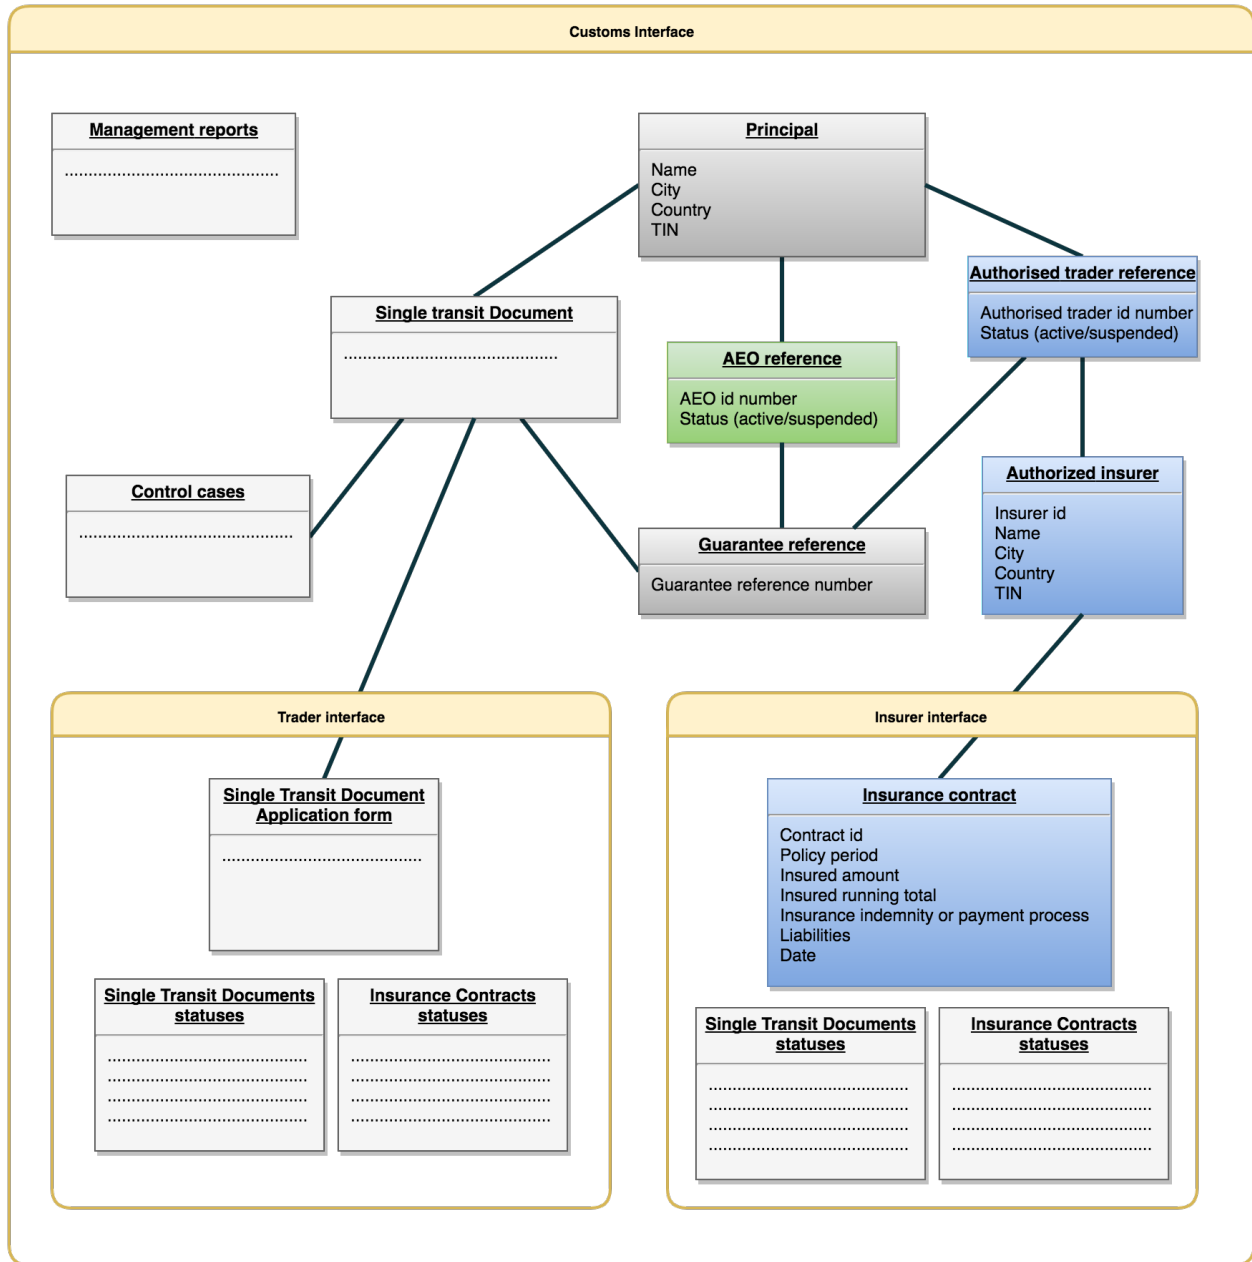 Customs Interface
Management reports
Principal
Name
City
Country
TIN
Authorised trader reference
Authorised trader id number
Status (active/suspended)
Single transit Document
AEO reference
AEO id number
Status (active/suspended)
Control cases
Authorized insurer
Insurer id
Name
City
Country
TIN
Guarantee reference
Guarantee reference number
Trader interface
Single Transit Document
Application form
Single Transit Documents
statuses
Insurance Contracts
statuses
Insurer interface
Insurance contract
Contract id
Policy period
Insured amount
Insured running total
Insurance indemnity or payment process
Liabilities
Date
Single Transit Documents
statuses
Insurance Contracts
statuses